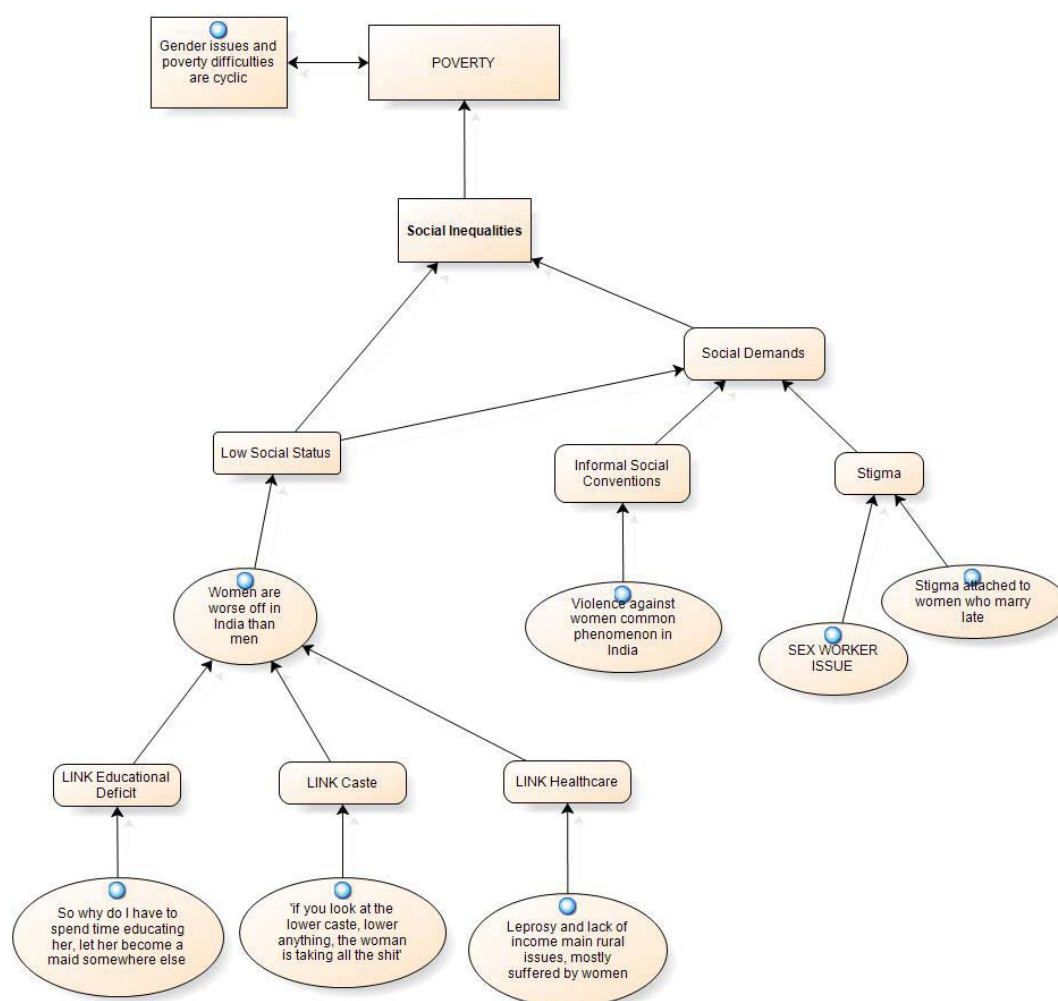 Gender issues and
poverty difficulties
are cyclic
POVERTY
Social Inequalities
Social Demands
Low Social Status
Informal Social
Conventions
Stigma
Women are
worse off in
India than
men
Violence against
women common
phenomenon in
India
SEX WORKER
ISSUE
Stigma attached to
women who marry
late
LINK Educational
Deficit
LINK Caste
LINK Healthcare
So why do I have to
spend time educating
her, let her become a
maid somewhere else
'if you look at the
lower caste, lower
anything, the woman
is taking all the shit'
Leprosy and lack of
income main rural
issues, mostly
suffered by women